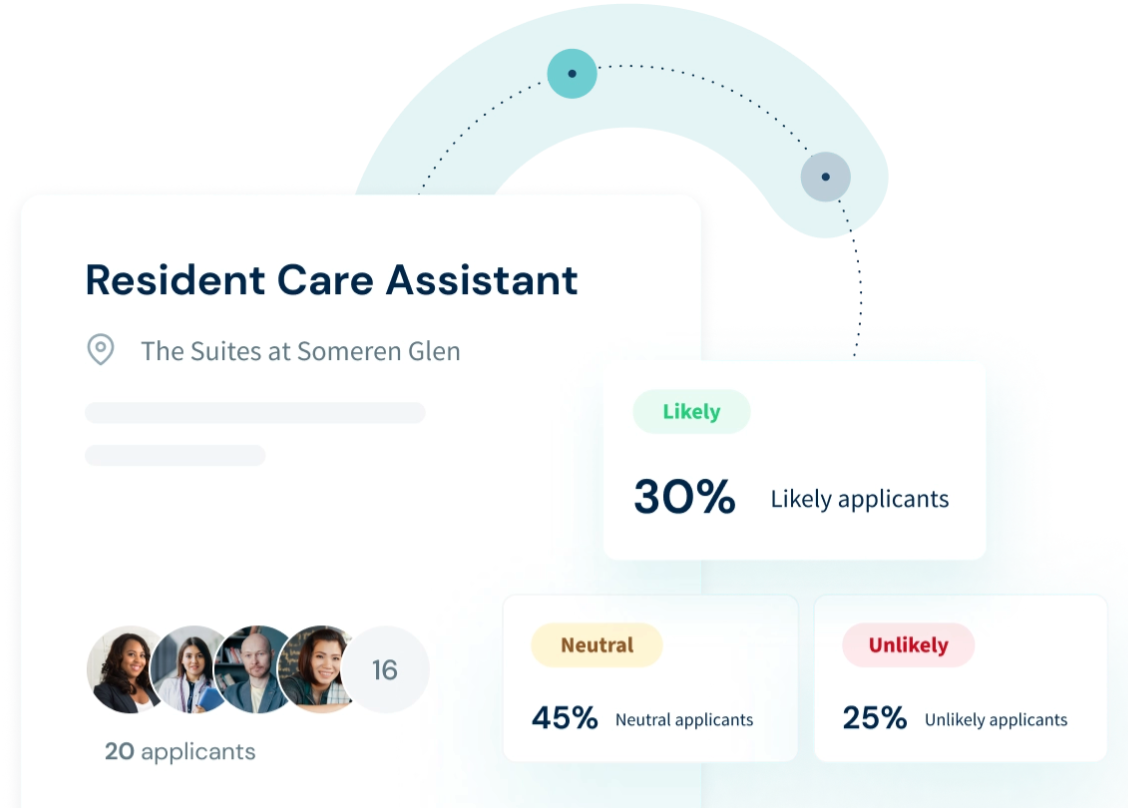 Resident Care Assistant
The Suites at Someren Glen
Likely
30% Likely applicants
Neutral
45% Neutral applicants
Unlikely
25% Unlikely applicants
16
20 applicants